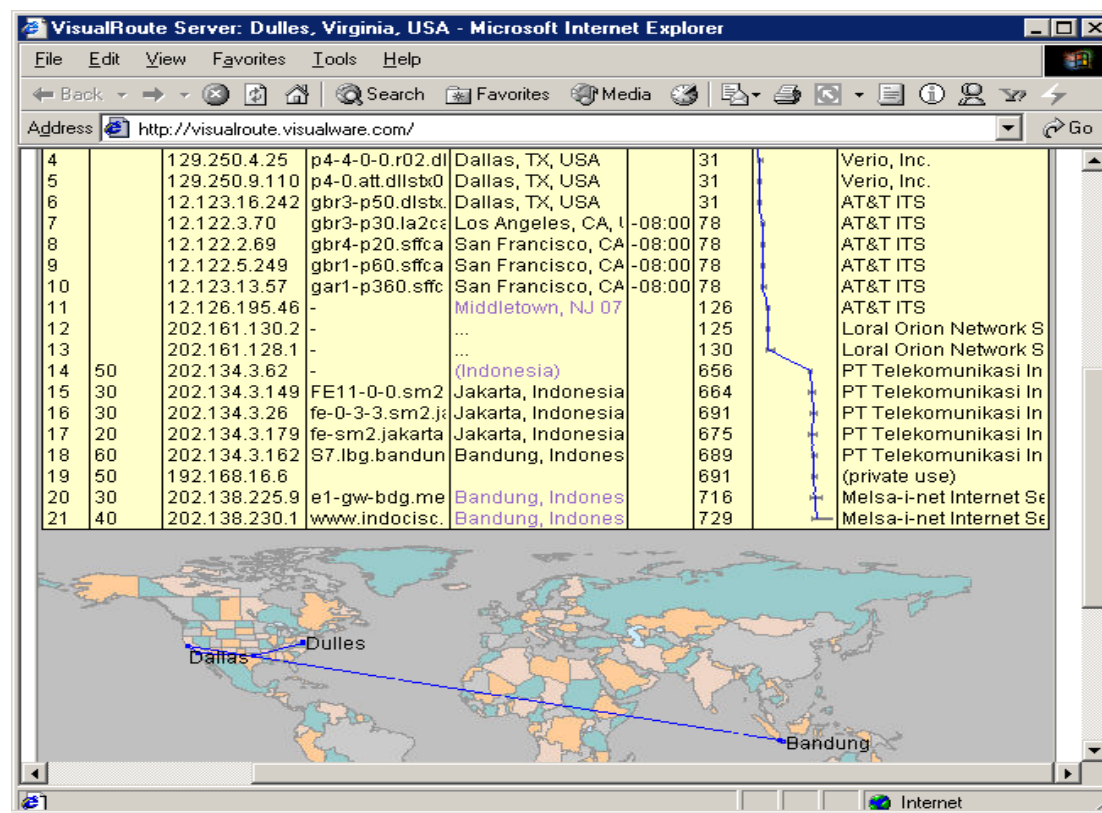 VisualRoute Server: Dulles, Virginia, USA - Microsoft Internet Explorer
File Edit View Favorites Tools Help
Back Search Favorites Media
Address http://visualroute.visualware.com/ Go
4 129.250.4.25 p4-4-0-0.r02.dl Dallas, TX, USA 31 Verio, Inc.
5 129.250.9.110 p4-0.att.dllstx0 Dallas, TX, USA 31 Verio, Inc.
6 12.123.16.242 gbr3-p50.dlstx. Dallas, TX, USA 31 AT&T ITS
7 12.122.3.70 gbr3-p30.la2ca Los Angeles, CA, -08:00 78 AT&T ITS
8 12.122.2.69 gbr4-p20.sffca San Francisco, CA -08:00 78 AT&T ITS
9 12.122.5.249 gbr1-p60.sffca San Francisco, CA -08:00 78 AT&T ITS
10 12.123.13.57 gar1-p360.sffc San Francisco, CA -08:00 78 AT&T ITS
11 12.126.195.46 - Middletown, NJ 07 126 AT&T ITS
12 202.161.130.2 - ... 125 Loral Orion Network S
13 202.161.128.1 - ... 130 Loral Orion Network S
14 50 202.134.3.62 - (Indonesia) 656 PT Telekomunikasi In
15 30 202.134.3.149 FE11-0-0.sm2 Jakarta, Indonesia 664 PT Telekomunikasi In
16 30 202.134.3.26 fe-0-3-3.sm2.j Jakarta, Indonesia 691 PT Telekomunikasi In
17 20 202.134.3.179 fe-sm2.jakarta Jakarta, Indonesia 675 PT Telekomunikasi In
18 60 202.134.3.162 S7.lbg.bandun Bandung, Indones 689 PT Telekomunikasi In
19 50 192.168.16.6 691 (private use)
20 30 202.138.225.9 e1-gw-bdg.me Bandung, Indones 716 Melsa-i-net Internet Se
21 40 202.138.230.1 www.indocisc. Bandung, Indones 729 Melsa-i-net Internet Se
Dulles
Dallas
Bandung
Internet